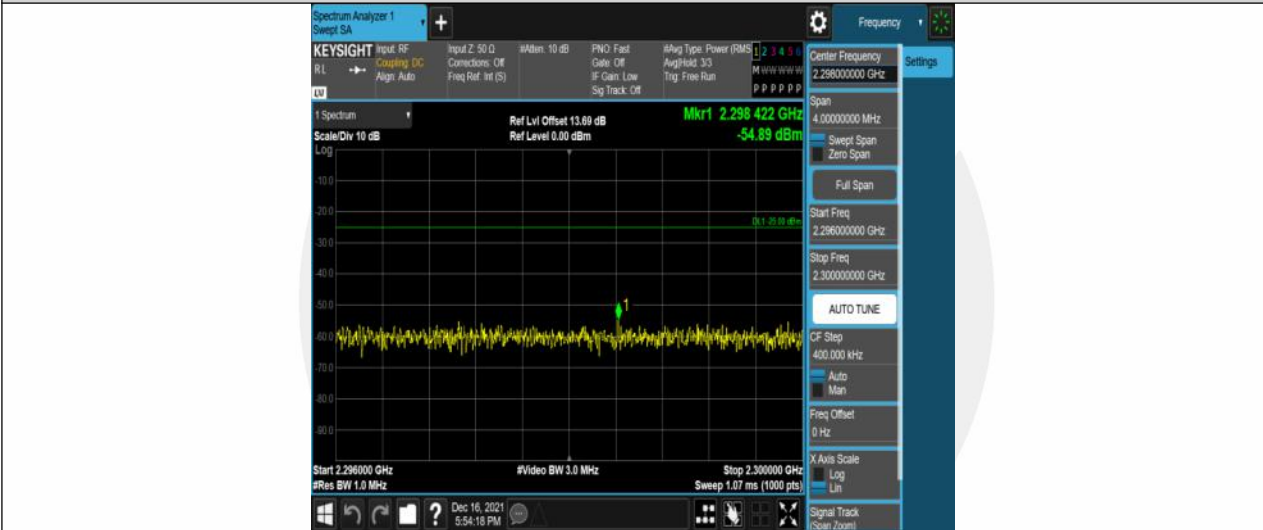 Spectrum Analyzer 1
Swept SA
+
Frequency
KEYSIGHT
Input: RF
Coupling: DC
Align: Auto
Input Z: 50 Ω
Corrections: Off
Freq Ref: Int (S)
#Atten: 10 dB
PNO: Fast
Gate: Off
IF Gain: Low
Sig Track: Off
#Avg Type: Power (RMS
Avg|Hold: 3/3
Trig: Free Run
1 2 3 4 5 6
M W W W W W
P P P P P P
RL
LV
1 Spectrum
Scale/Div 10 dB
Log
Ref Lvl Offset 13.69 dB
Ref Level 0.00 dBm
Mkr1 2.298 422 GHz
-54.89 dBm
-10.0
-20.0
DL1 -25.00 dBm
-30.0
-40.0
-50.0
1
-60.0
-70.0
-80.0
-90.0
Start 2.296000 GHz
#Res BW 1.0 MHz
#Video BW 3.0 MHz
Stop 2.300000 GHz
Sweep 1.07 ms (1000 pts)
Dec 16, 2021
5:54:18 PM
?
Center Frequency
2.298000000 GHz
Settings
Span
4.00000000 MHz
Swept Span
Zero Span
Full Span
Start Freq
2.296000000 GHz
Stop Freq
2.300000000 GHz
AUTO TUNE
CF Step
400.000 kHz
Auto
Man
Freq Offset
0 Hz
X Axis Scale
Log
Lin
Signal Track
(Span Zoom)